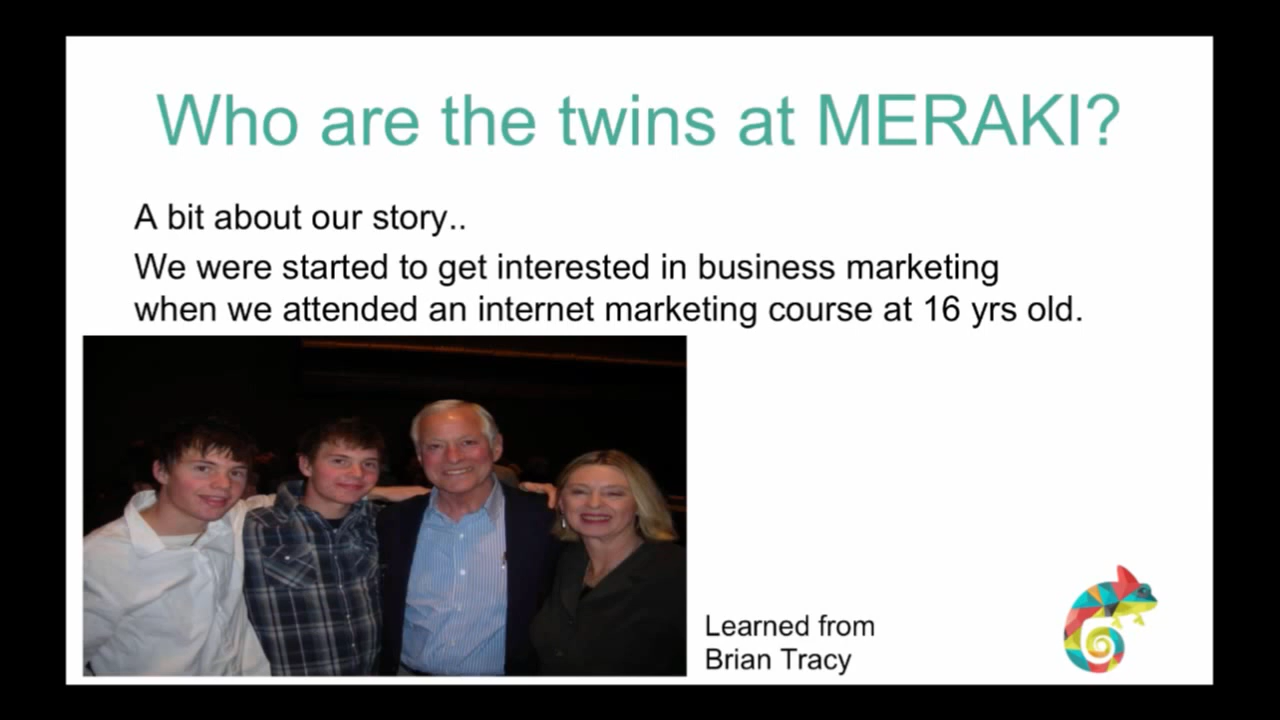 Who are the twins at MERAKI?
A bit about our story..
We were started to get interested in business marketing
when we attended an internet marketing course at 16 yrs old.
Learned from
Brian Tracy